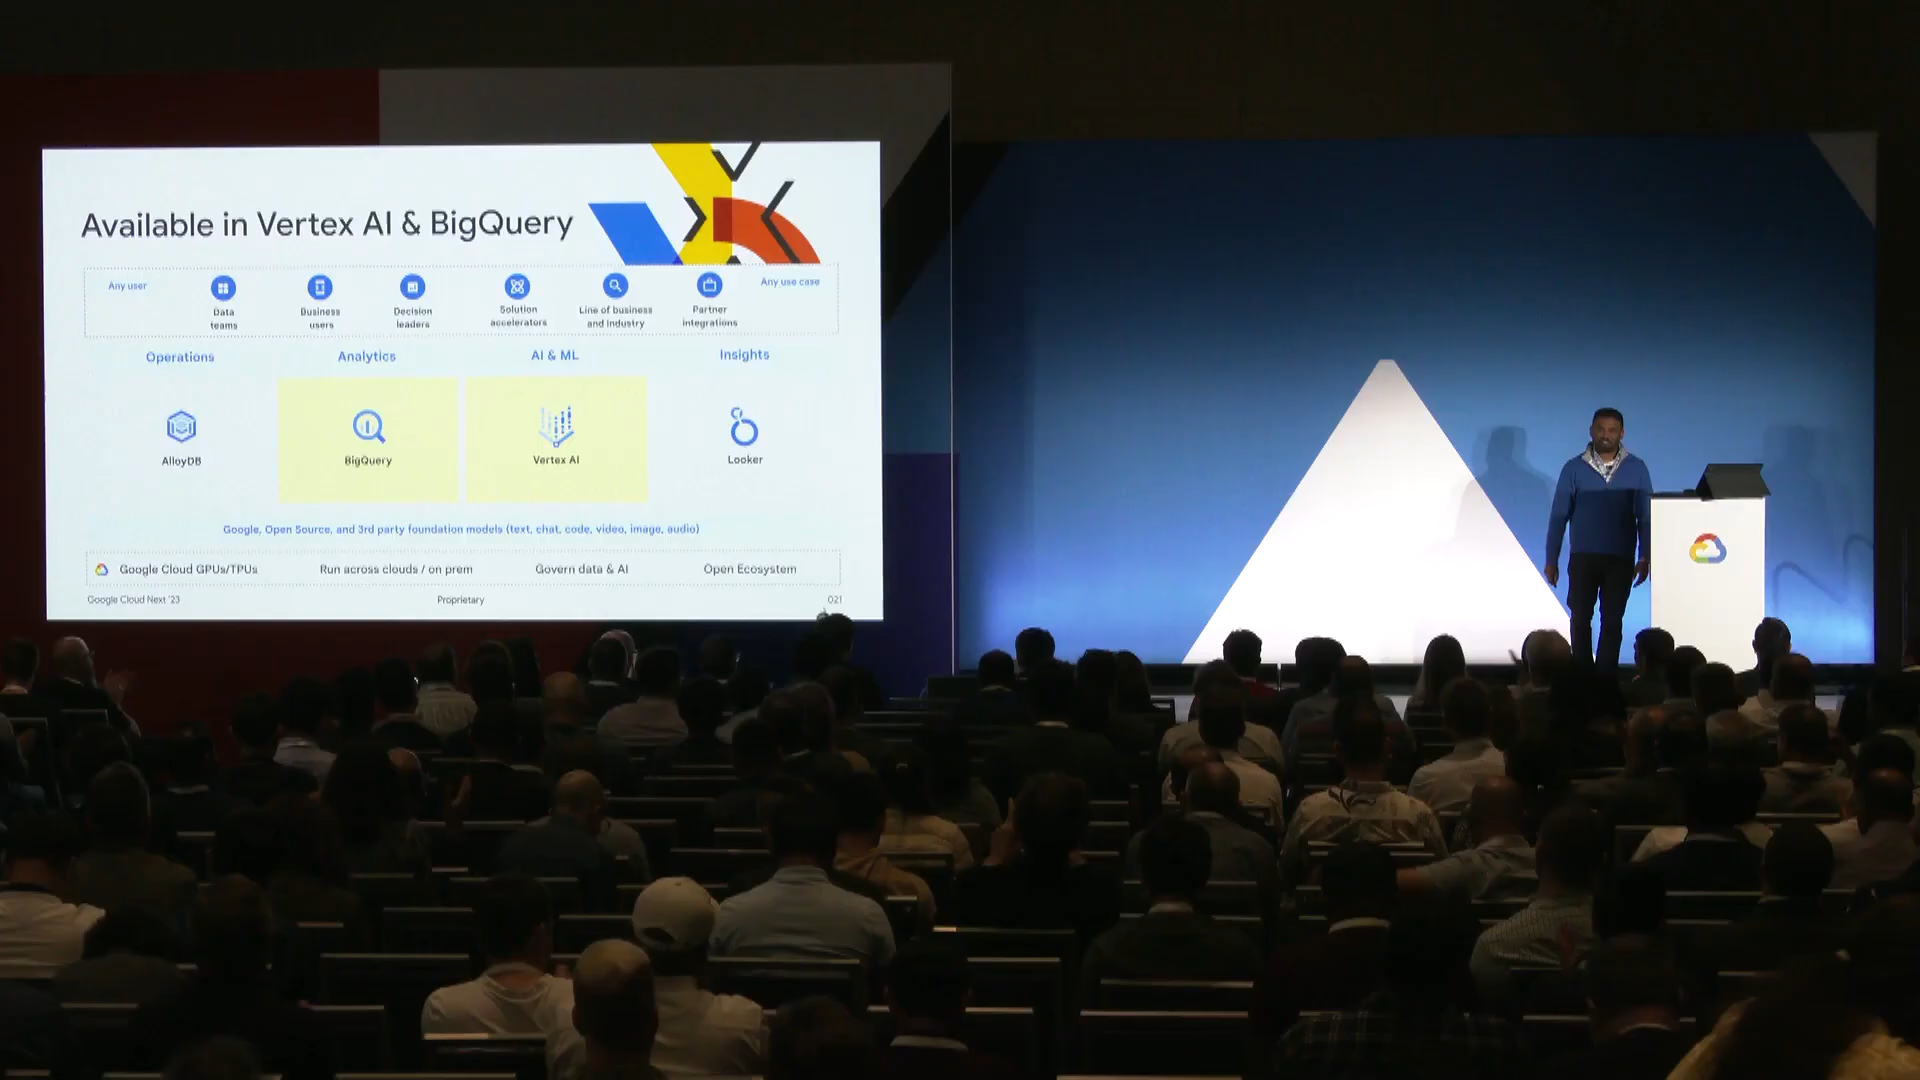 Available in Vertex AI & BigQuery
Any user
Data
teams
Business
users
Decision
leaders
Solution
accelerators
Line of business
and industry
Partner
integrations
Any use case
Operations
Analytics
AI & ML
Insights
AlloyDB
BigQuery
Vertex AI
Looker
Google, Open Source, and 3rd party foundation models (text, chat, code, video, image, audio)
Google Cloud GPUs/TPUs
Run across clouds / on prem
Govern data & AI
Open Ecosystem
Google Cloud Next '23
Proprietary
021